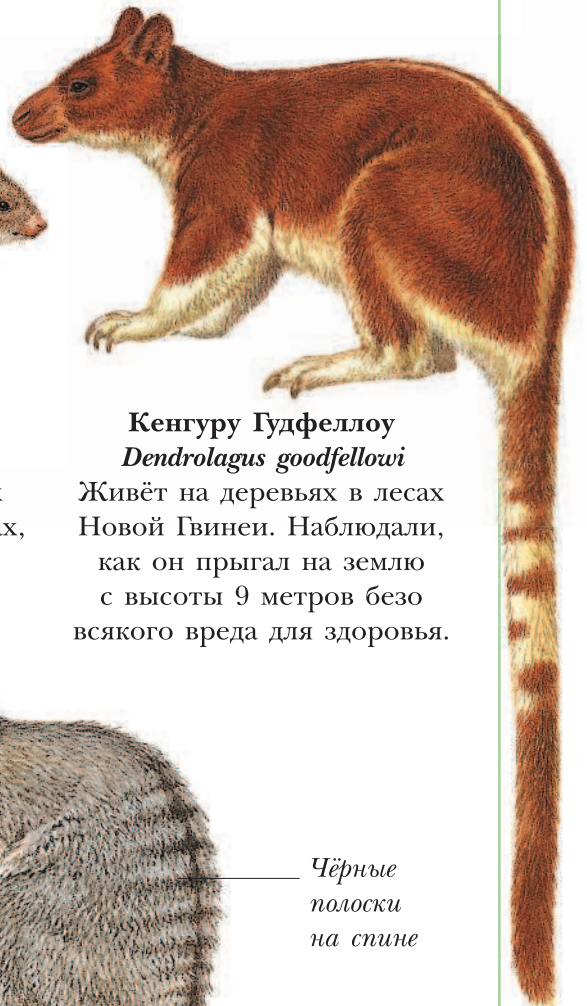 Кенгуру Гудфеллоу
Dendrolagus goodfellowi
Живёт на деревьях в лесах
Новой Гвинеи. Наблюдали,
как он прыгал на землю
с высоты 9 метров безо
всякого вреда для здоровья.
Чёрные
полоски
на спине